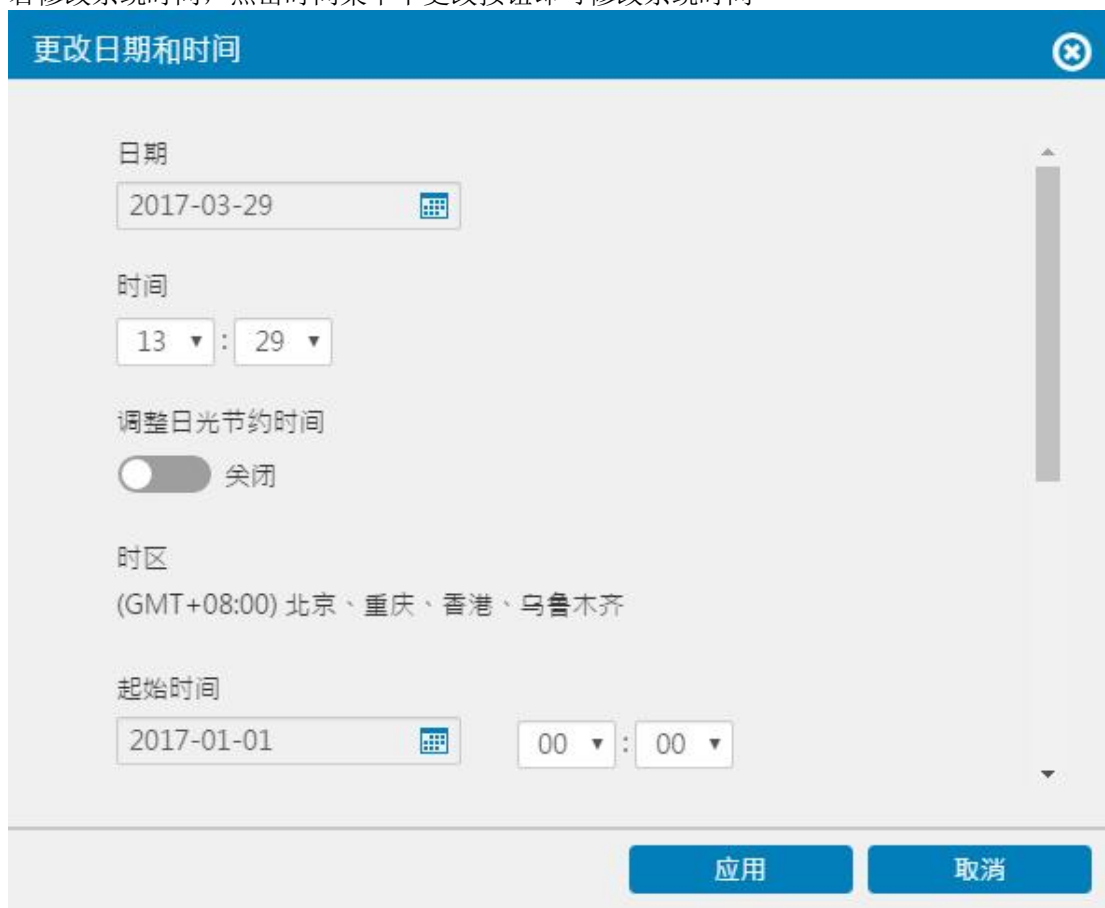 更改日期和时间
日期
2017-03-29
时间
13 : 29
调整日光节约时间
关闭
时区
(GMT+08:00) 北京、重庆、香港、乌鲁木齐
起始时间
2017-01-01 00 : 00
应用 取消